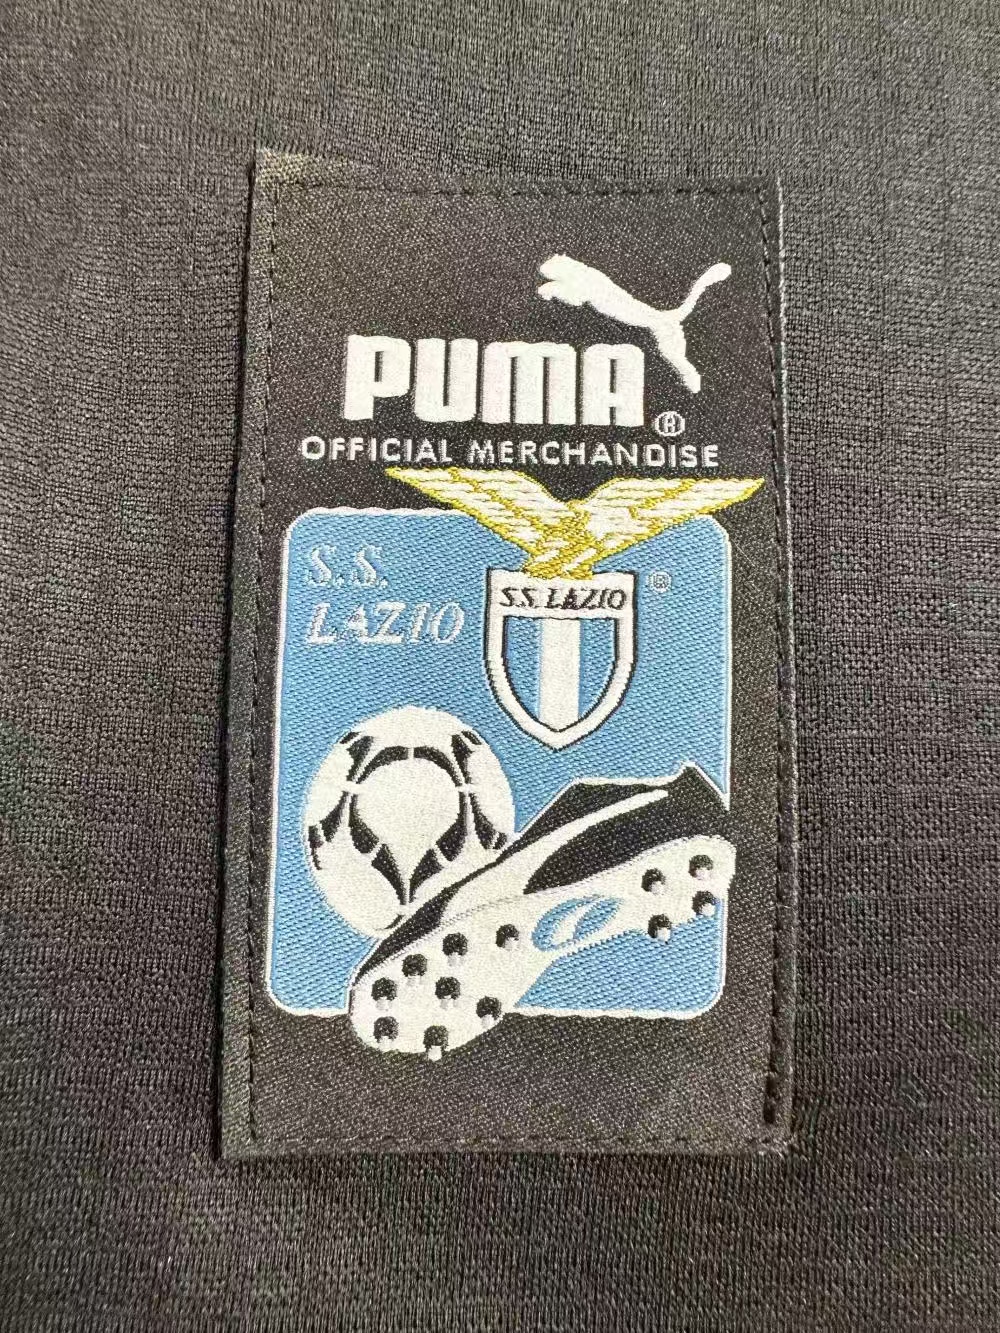 PUMA®
OFFICIAL MERCHANDISE
S.S.
LAZIO
S.S. LAZIO
®